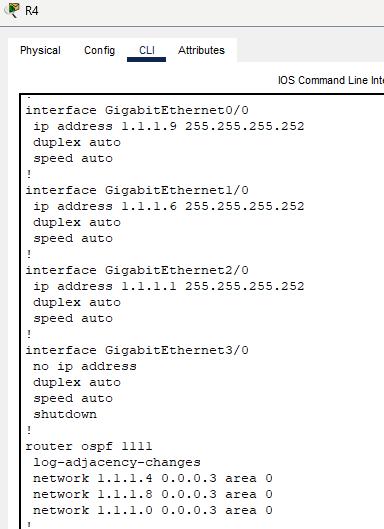 R4
Physical Config CLI Attributes
IOS Command Line Inte
!
interface GigabitEthernet0/0
ip address 1.1.1.9 255.255.255.252
duplex auto
speed auto
!
interface GigabitEthernet1/0
ip address 1.1.1.6 255.255.255.252
duplex auto
speed auto
!
interface GigabitEthernet2/0
ip address 1.1.1.1 255.255.255.252
duplex auto
speed auto
!
interface GigabitEthernet3/0
no ip address
duplex auto
speed auto
shutdown
!
router ospf 1111
log-adjacency-changes
network 1.1.1.4 0.0.0.3 area 0
network 1.1.1.8 0.0.0.3 area 0
network 1.1.1.0 0.0.0.3 area 0
!